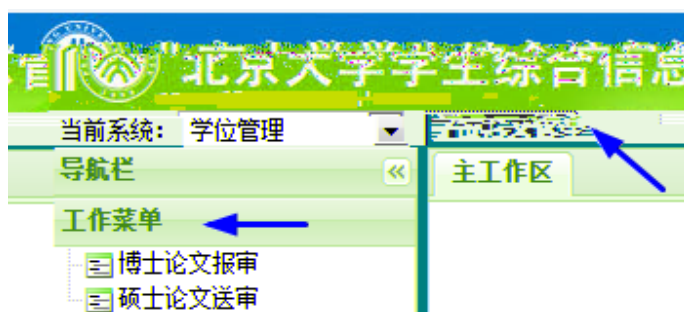 北京大学学生综合信息
当前系统: 学位管理
导航栏
主工作区
工作菜单
博士论文报审
硕士论文送审